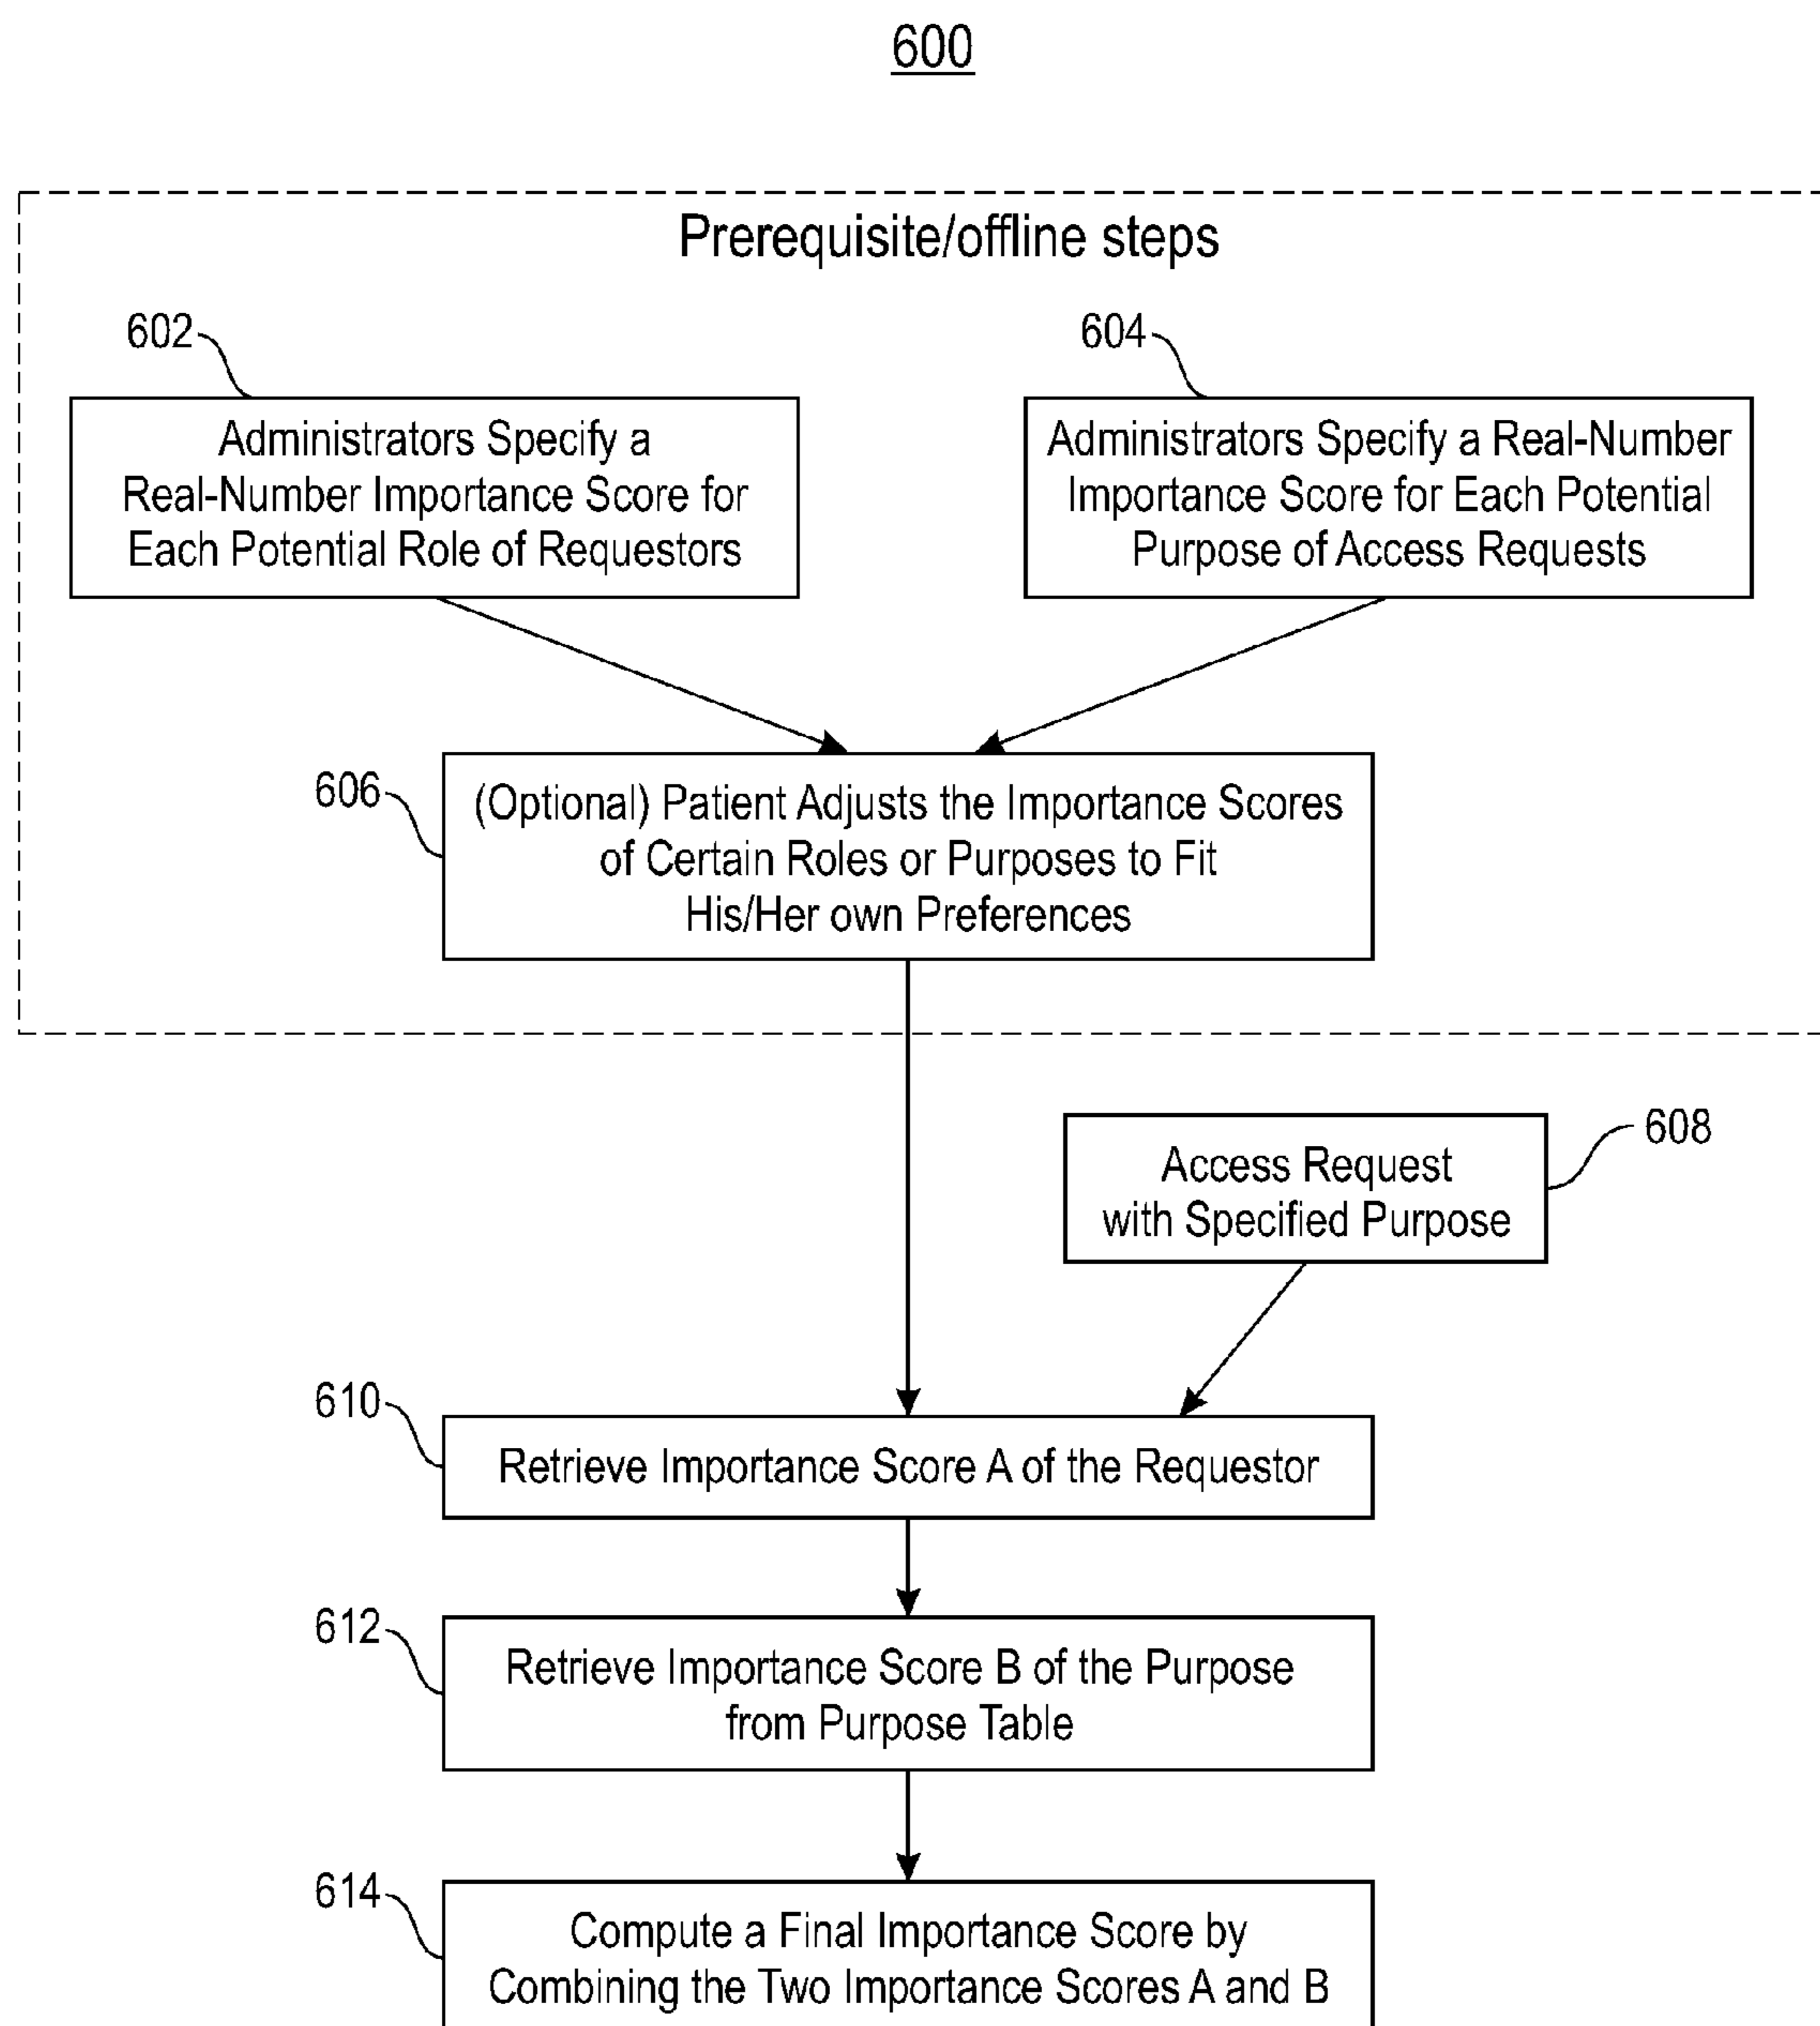 600
Prerequisite/offline steps
602
604
Administrators Specify a
Real-Number Importance Score for
Each Potential Role of Requestors
Administrators Specify a Real-Number
Importance Score for Each Potential
Purpose of Access Requests
606
(Optional) Patient Adjusts the Importance Scores
of Certain Roles or Purposes to Fit
His/Her own Preferences
608
Access Request
with Specified Purpose
610
Retrieve Importance Score A of the Requestor
612
Retrieve Importance Score B of the Purpose
from Purpose Table
614
Compute a Final Importance Score by
Combining the Two Importance Scores A and B